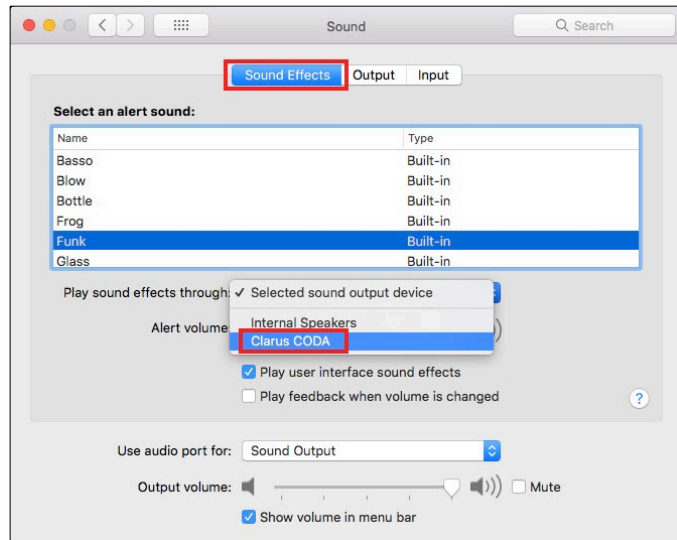 Sound
Search
Sound Effects Output Input
Select an alert sound:
Name Type
Basso Built-in
Blow Built-in
Bottle Built-in
Frog Built-in
Funk Built-in
Glass Built-in
Play sound effects through: ✓ Selected sound output device
Internal Speakers
Alert volume
Clarus CODA
Play user interface sound effects
Play feedback when volume is changed
?
Use audio port for: Sound Output
Output volume: Mute
Show volume in menu bar